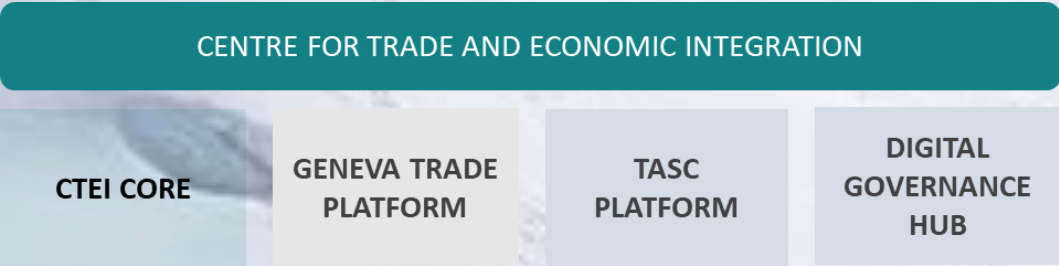 CENTRE FOR TRADE AND ECONOMIC INTEGRATION
CTEI CORE
GENEVA TRADE
PLATFORM
TASC
PLATFORM
DIGITAL
GOVERNANCE
HUB